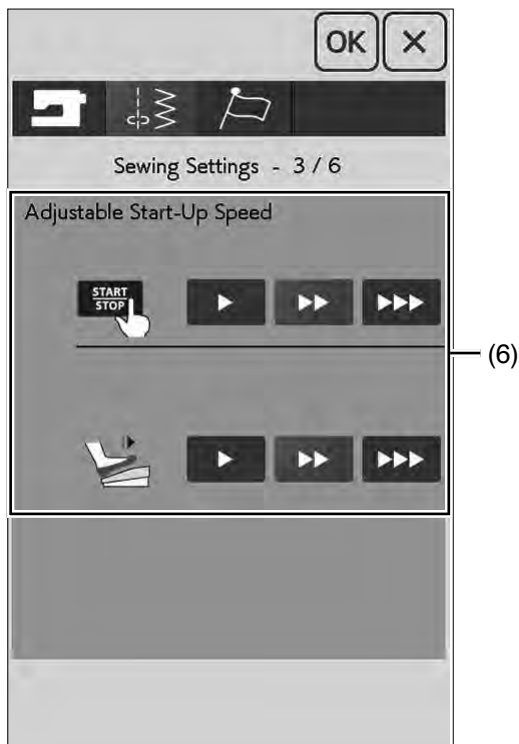 OK ×
Sewing Settings - 3 / 6
Adjustable Start-Up Speed
START
STOP
(6)